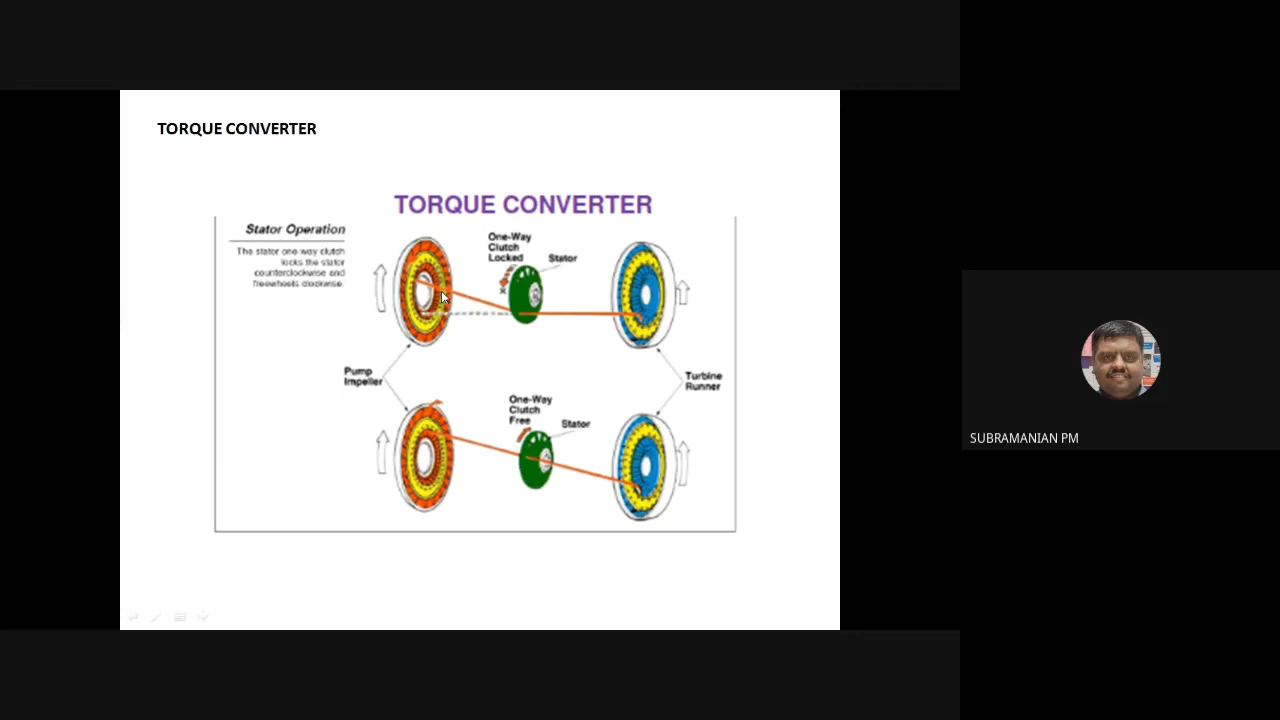 TORQUE CONVERTER
TORQUE CONVERTER
Stator Operation
The stator one-way clutch
locks the stator
counterclockwise and
freewheels clockwise.
One-Way
Clutch
Locked
Stator
x
Pump
Impeller
Turbine
Runner
One-Way
Clutch
Free
Stator
SUBRAMANIAN PM